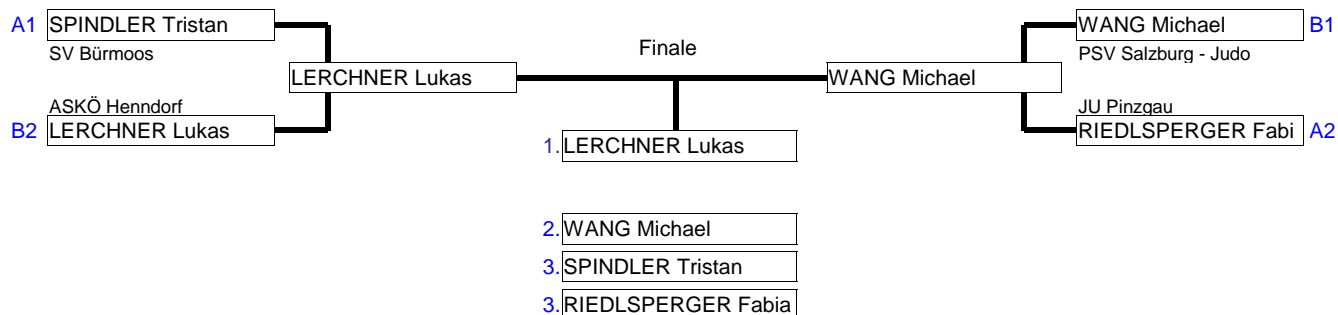 A1 SPINDLER Tristan
SV Bürmoos
ASKÖ Henndorf
B2 LERCHNER Lukas
LERCHNER Lukas
Finale
WANG Michael
WANG Michael B1
PSV Salzburg - Judo
JU Pinzgau
RIEDLSPERGER Fabi A2
1. LERCHNER Lukas
2. WANG Michael
3. SPINDLER Tristan
3. RIEDLSPERGER Fabia